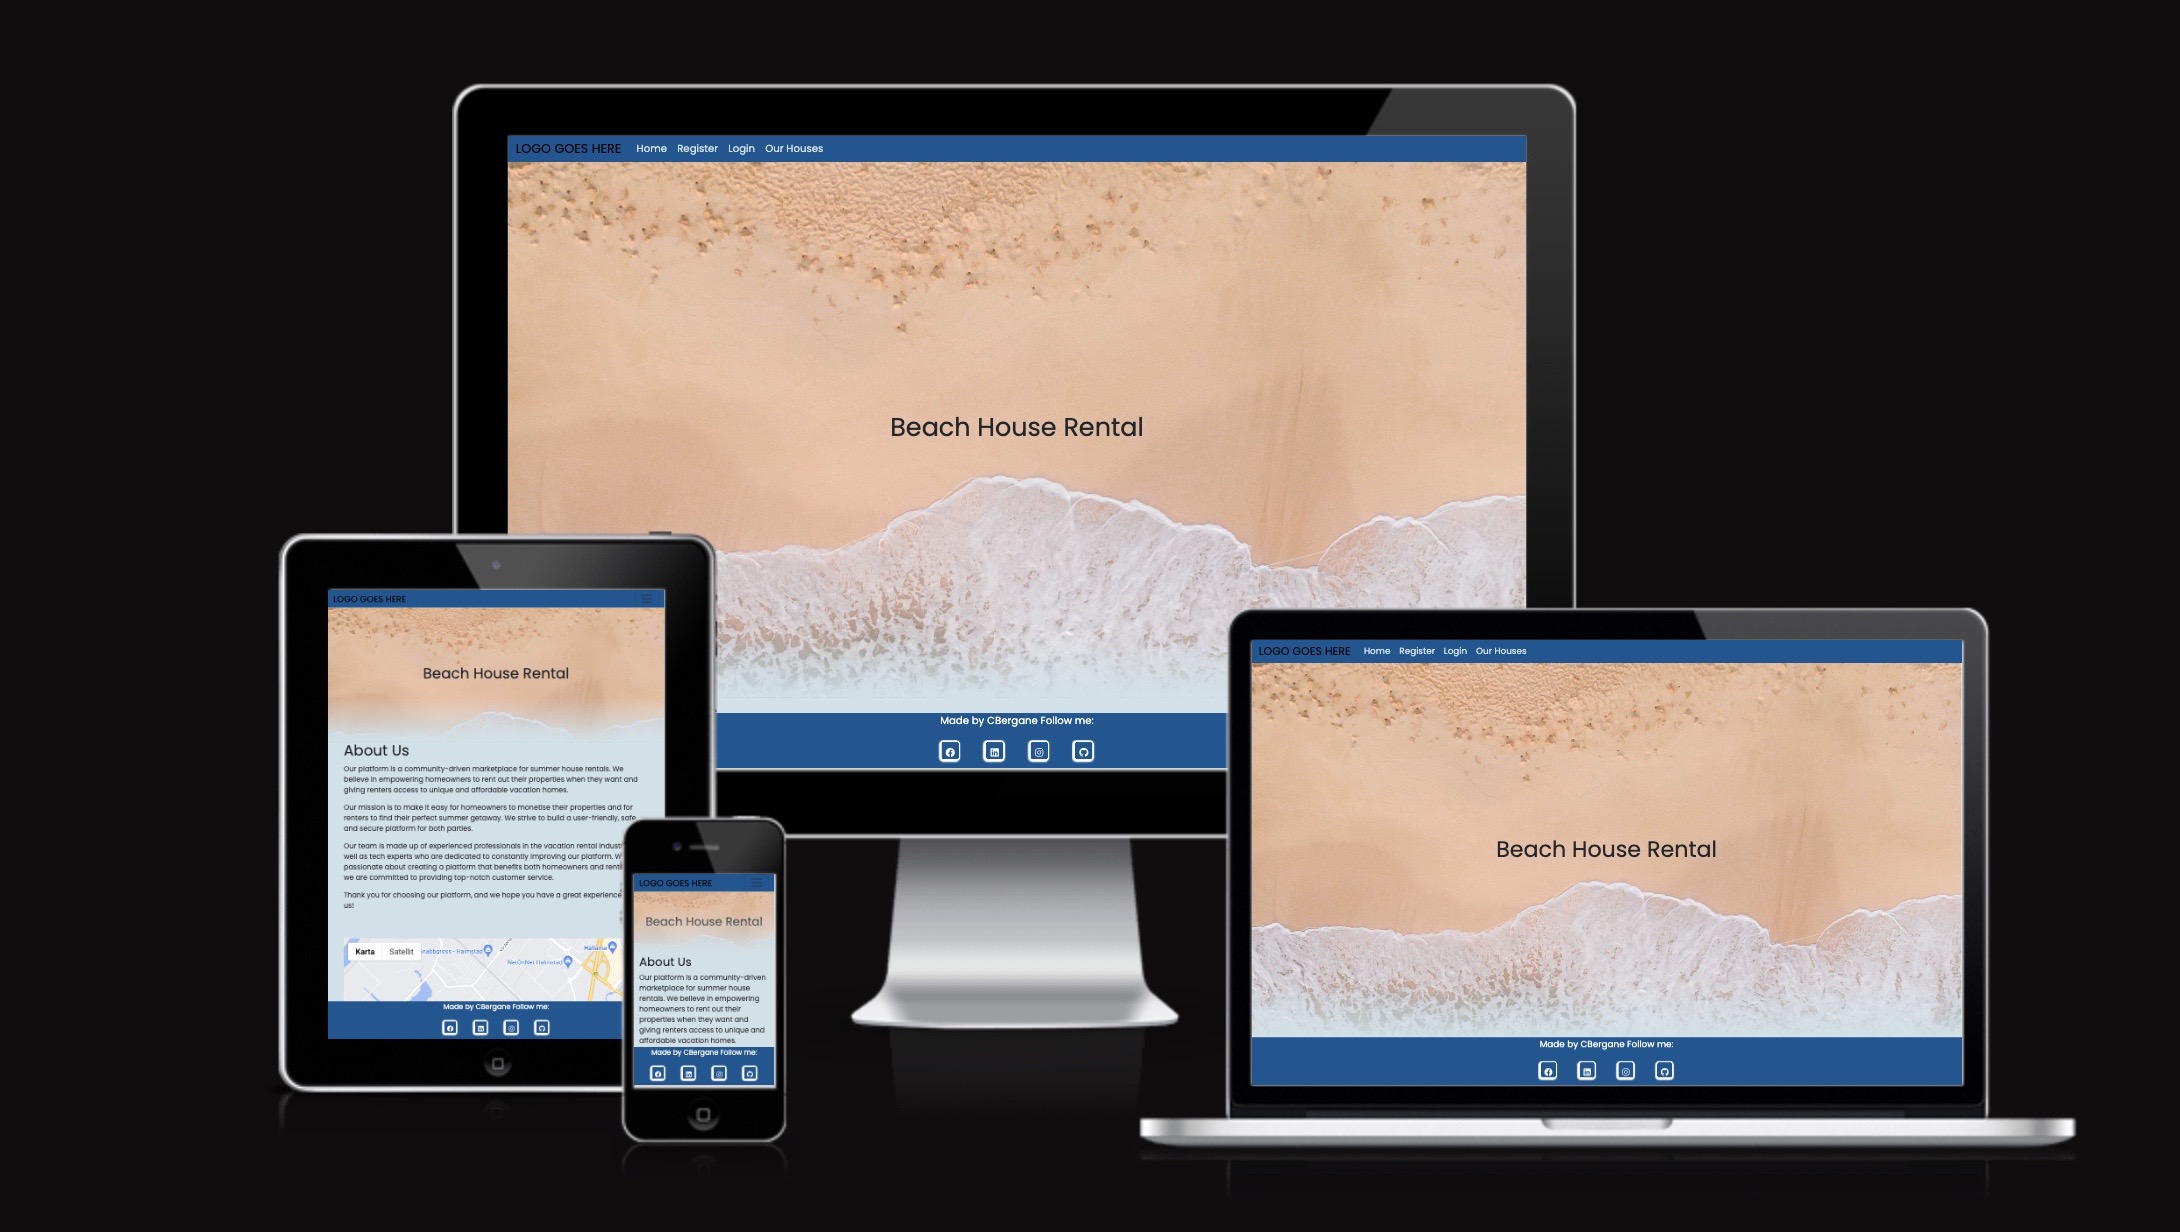 LOGO GOES HERE Home Register Login Our Houses
Beach House Rental
Made by CBergane Follow me:
LOGO GOES HERE
Beach House Rental
About Us
Our platform is a community-driven marketplace for summer house rentals. We
believe in empowering homeowners to rent out their properties when they want and
giving renters access to unique and affordable vacation homes.
Our mission is to make it easy for homeowners to monetise their properties and for
renters to find their perfect summer getaway. We strive to build a user-friendly, safe
and secure platform for both parties.
Our team is made up of experienced professionals in the vacation rental
well as tech experts who are dedicated to constantly improving our platform.
passionate about creating a platform that benefits both homeowners and
we are committed to providing top-notch customer service.
Thank you for choosing our platform, and we hope you have a great experience
us!
Karta Satellit
Made by CBergane Follow me:
LOGO GOES HERE
Beach House Rental
About Us
Our platform is a community-driven
marketplace for summer house
rentals. We believe in empowering
homeowners to rent out their
properties when they want and
giving renters access to unique and
affordable vacation homes.
Made by CBergane Follow me:
LOGO GOES HERE Home Register Login Our Houses
Beach House Rental
Made by CBergane Follow me: